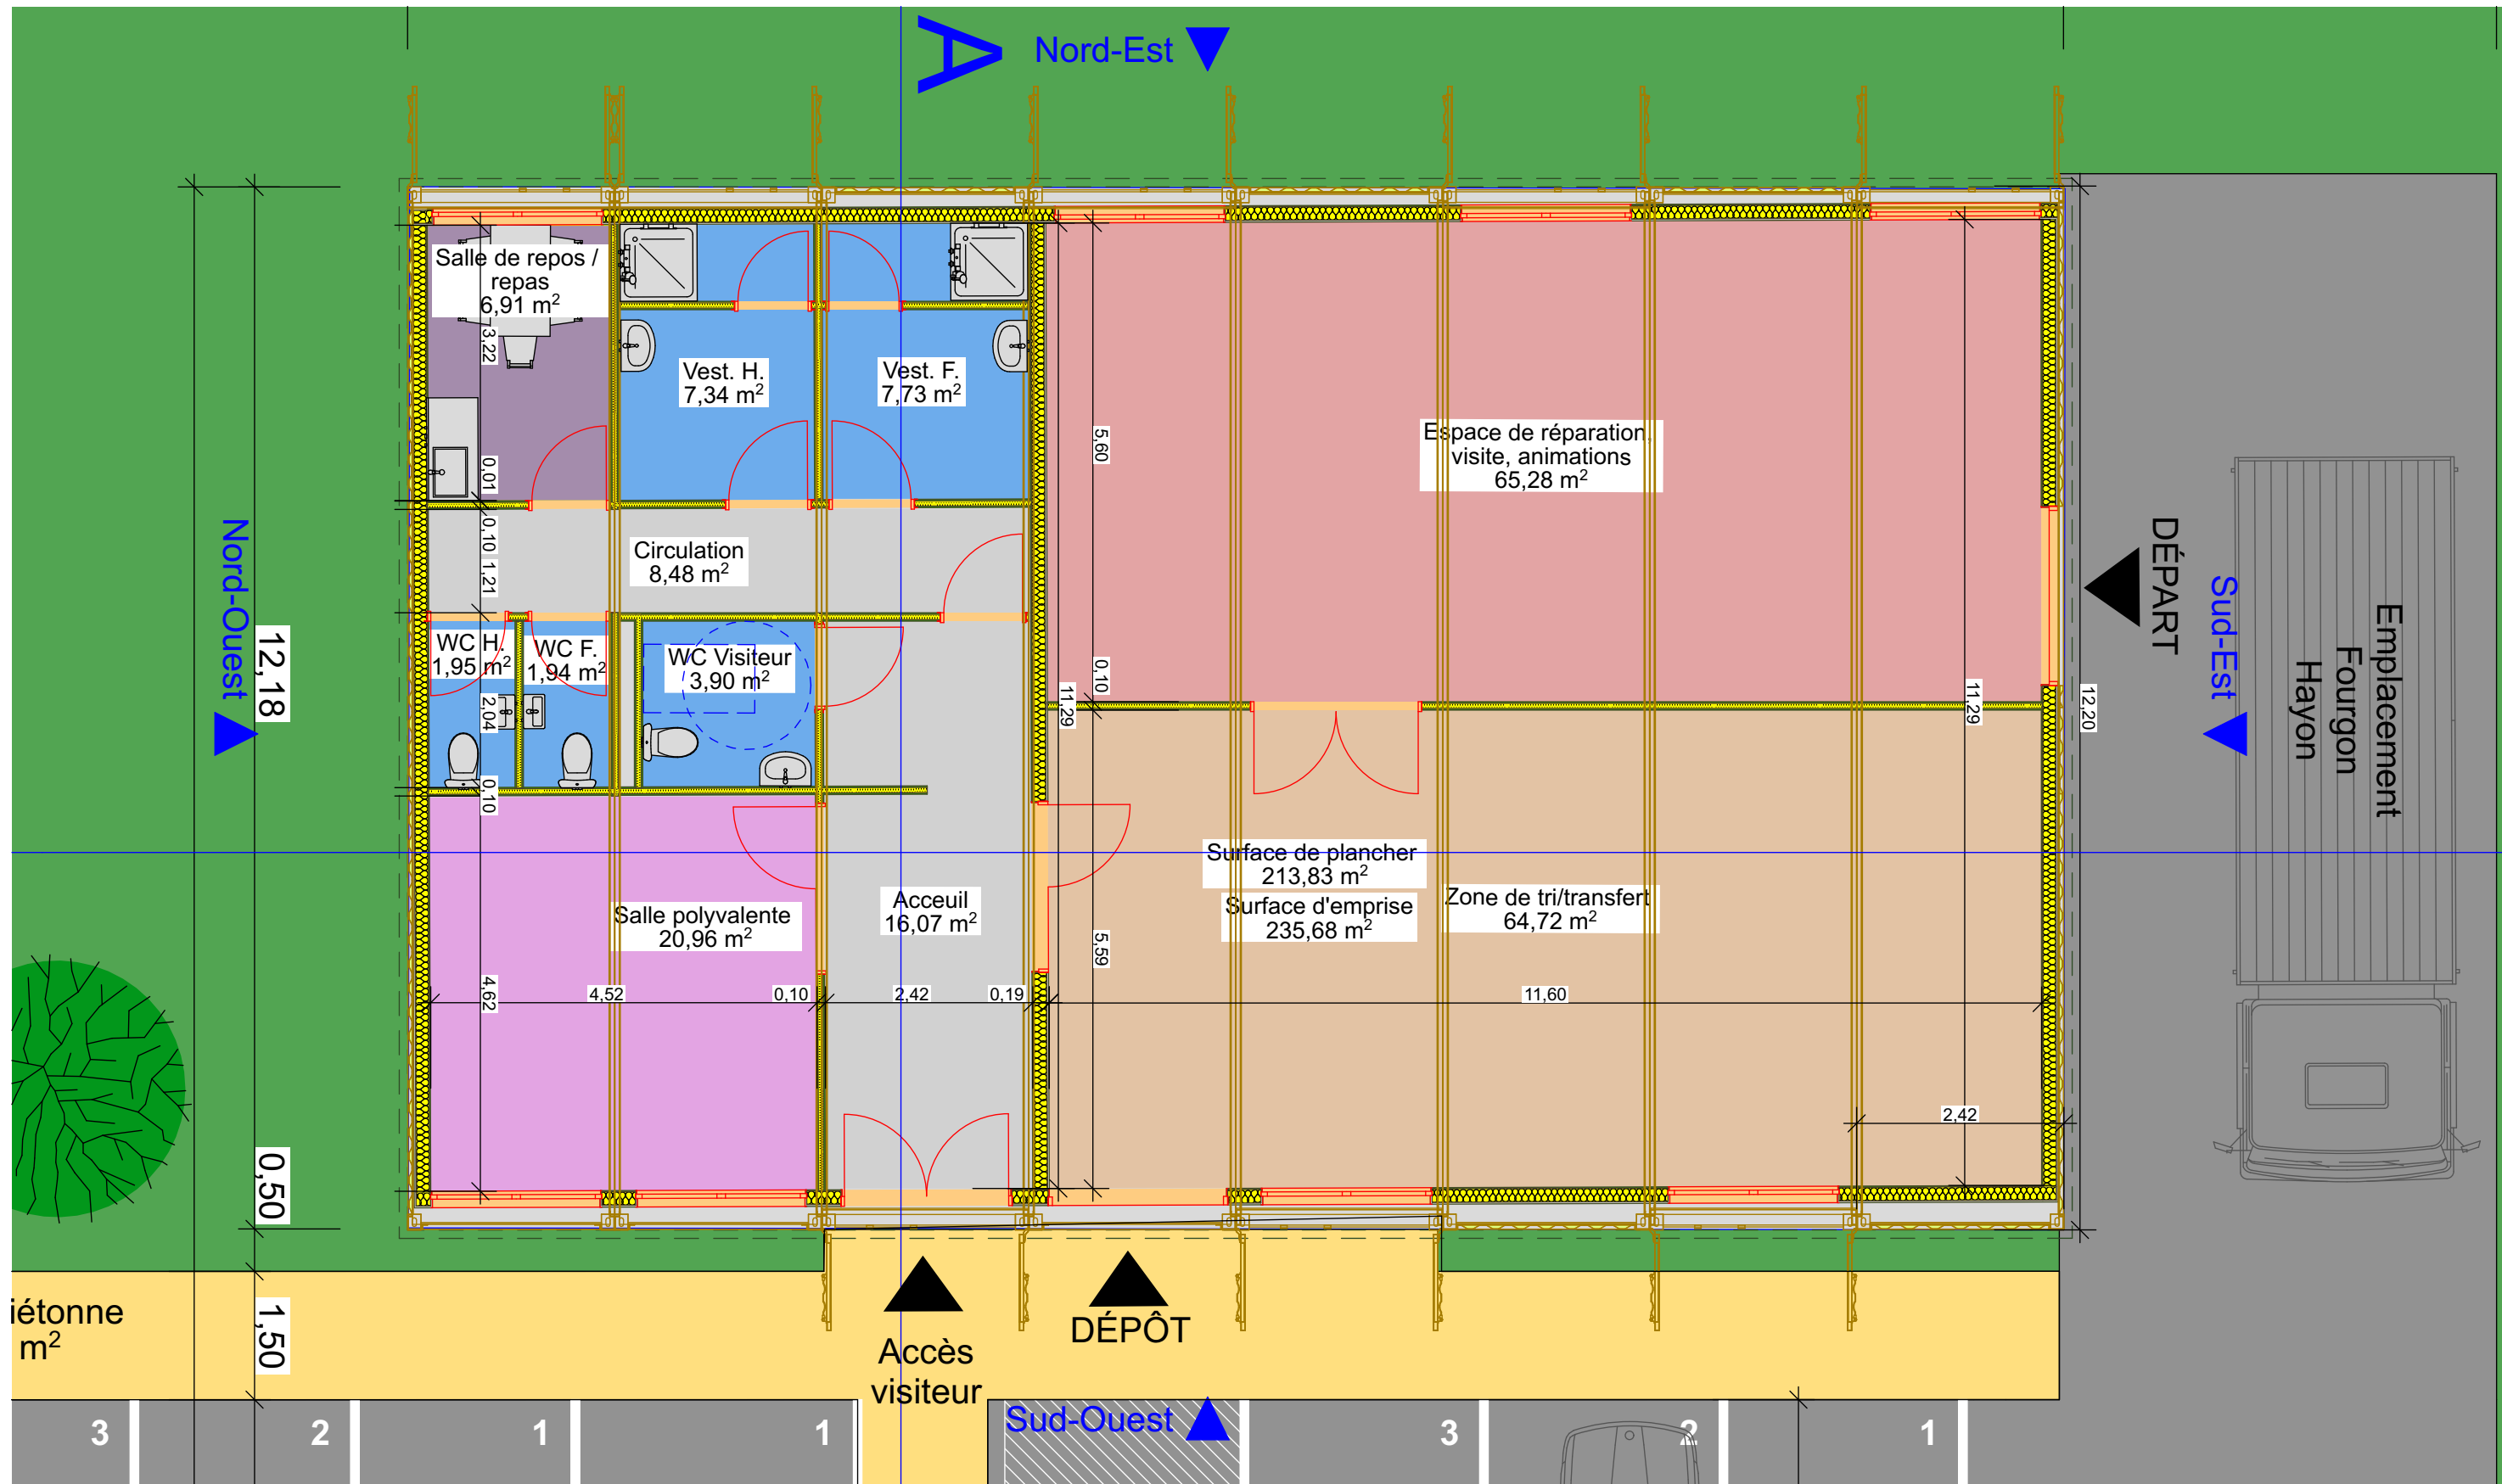 A
Nord-Est
Salle de repos /
repas
6,91 m²
3,22
0,01
Vest. H.
7,34 m²
Vest. F.
7,73 m²
5,60
Espace de réparation,
visite, animations
65,28 m²
Nord-Ouest
12,18
0,10
1,21
Circulation
8,48 m²
DÉPART
Sud-Est
Emplacement
Fourgon
Hayon
WC H.
1,95 m²
WC F.
1,94 m²
WC Visiteur
3,90 m²
2,04
0,10
0,10
11,29
11,29
12,20
Surface de plancher
213,83 m²
Surface d'emprise
235,68 m²
Zone de tri/transfert
64,72 m²
Salle polyvalente
20,96 m²
Acceuil
16,07 m²
5,59
4,62
4,52
0,10
2,42
0,19
11,60
2,42
0,50
1,50
iétonne
m²
Accès
visiteur
DÉPÔT
Sud-Ouest
3
2
1
1
3
2
1